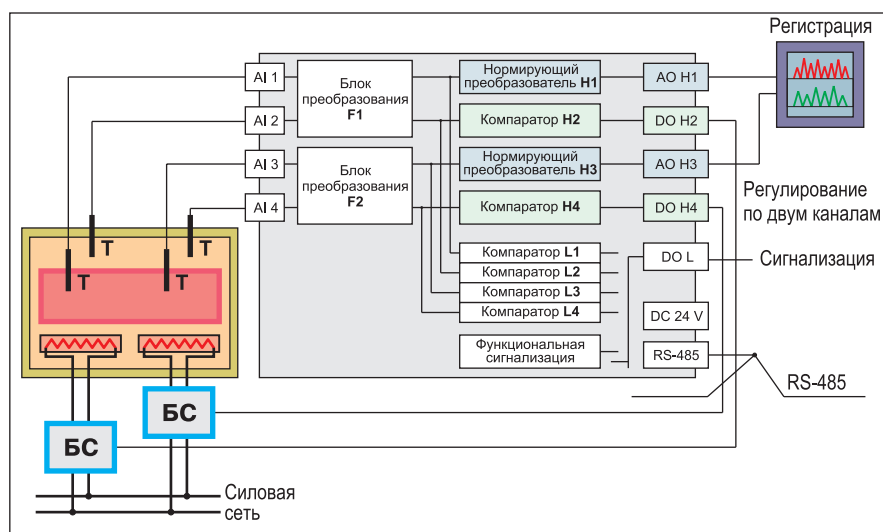 Регистрация
AI 1
Блок
преобразования
F1
Нормирующий
преобразователь H1
AO H1
AI 2
Компаратор H2
DO H2
AI 3
Блок
преобразования
F2
Нормирующий
преобразователь H3
AO H3
AI 4
Компаратор H4
DO H4
Регулирование
по двум каналам
T
T
T
T
Компаратор L1
Компаратор L2
Компаратор L3
Компаратор L4
DO L
Сигнализация
DC 24 V
Функциональная
сигнализация
RS-485
RS-485
БС
БС
Силовая
сеть